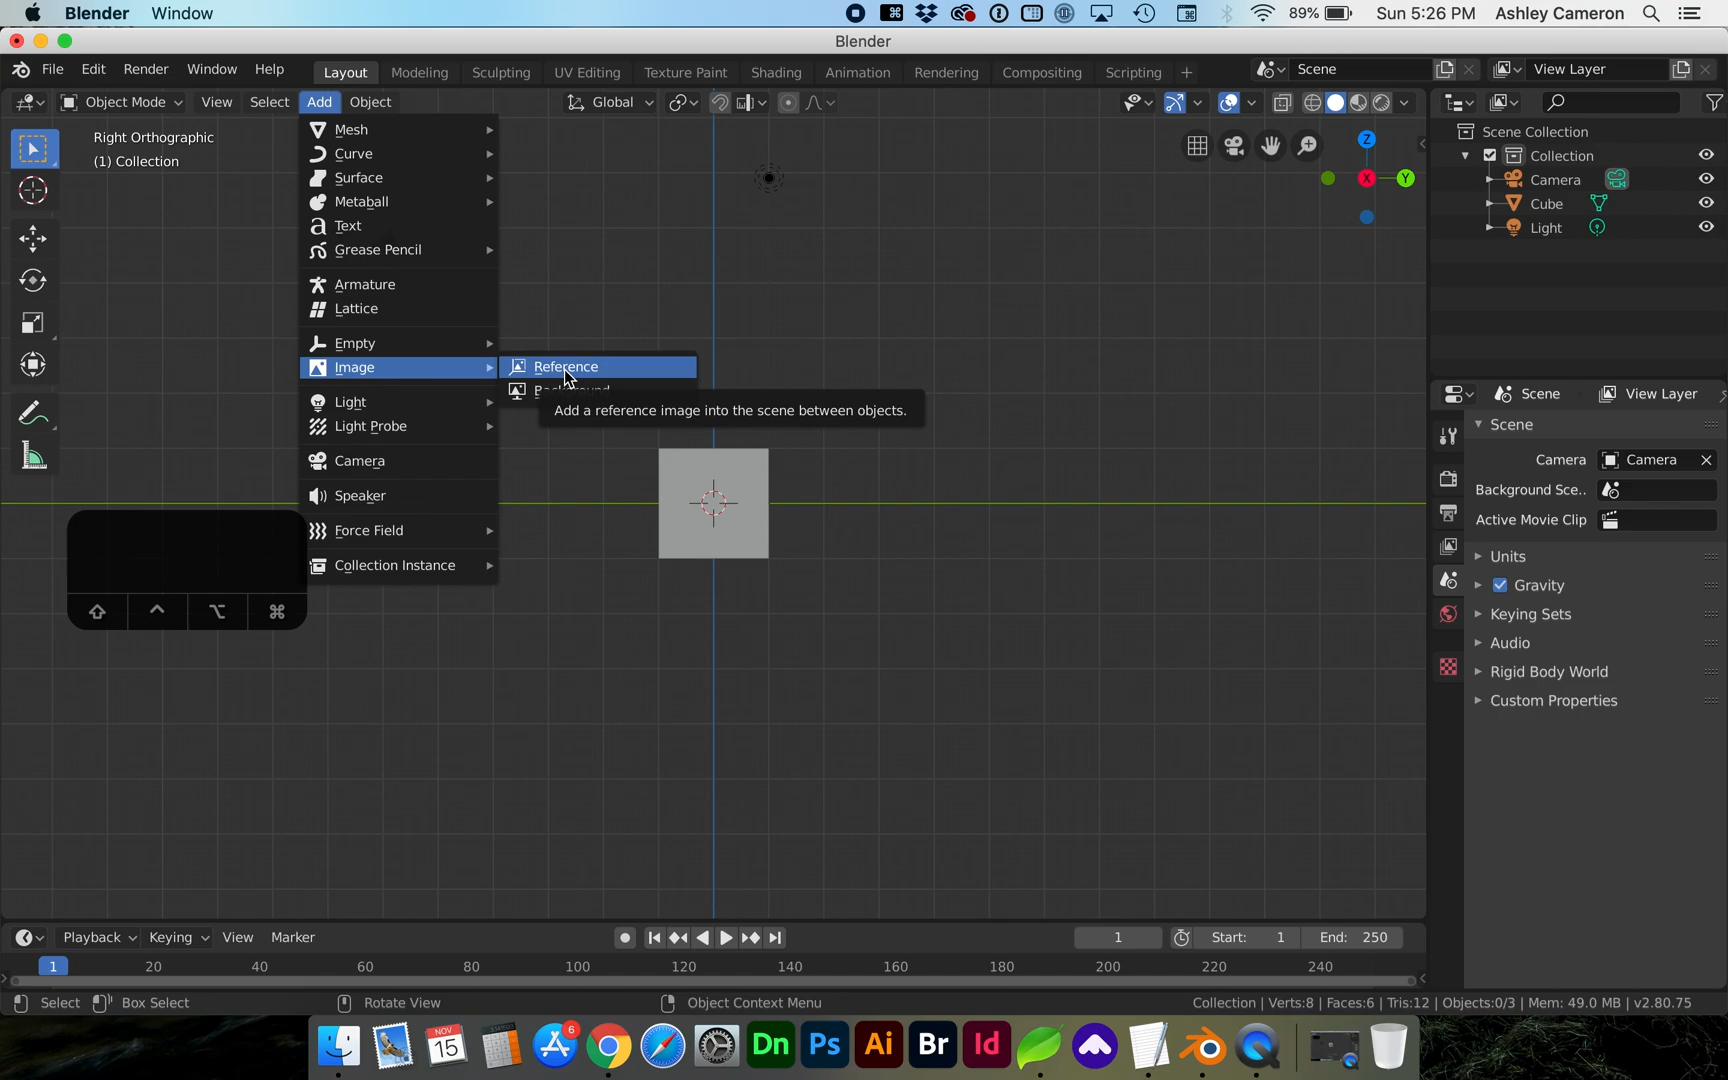 Blender Window 89% Sun 5:26 PM Ashley Cameron
Blender
File Edit Render Window Help Layout Modeling Sculpting UV Editing Texture Paint Shading Animation Rendering Compositing Scripting + Scene View Layer
Object Mode View Select Add Object Global
Right Orthographic
(1) Collection
Mesh
Curve
Surface
Metaball
Text
Grease Pencil
Armature
Lattice
Empty
Image
Light
Light Probe
Camera
Speaker
Force Field
Collection Instance
Reference
Background
Add a reference image into the scene between objects.
Z
X
Y
Scene Collection
Collection
Camera
Cube
Light
Scene View Layer
Scene
Camera Camera
Background Sce..
Active Movie Clip
Units
Gravity
Keying Sets
Audio
Rigid Body World
Custom Properties
Playback Keying View Marker 1 Start: 1 End: 250
1 20 40 60 80 100 120 140 160 180 200 220 240
Select Box Select Rotate View Object Context Menu Collection | Verts:8 | Faces:6 | Tris:12 | Objects:0/3 | Mem: 49.0 MB | v2.80.75
NOV
15
6
Dn Ps Ai Br Id